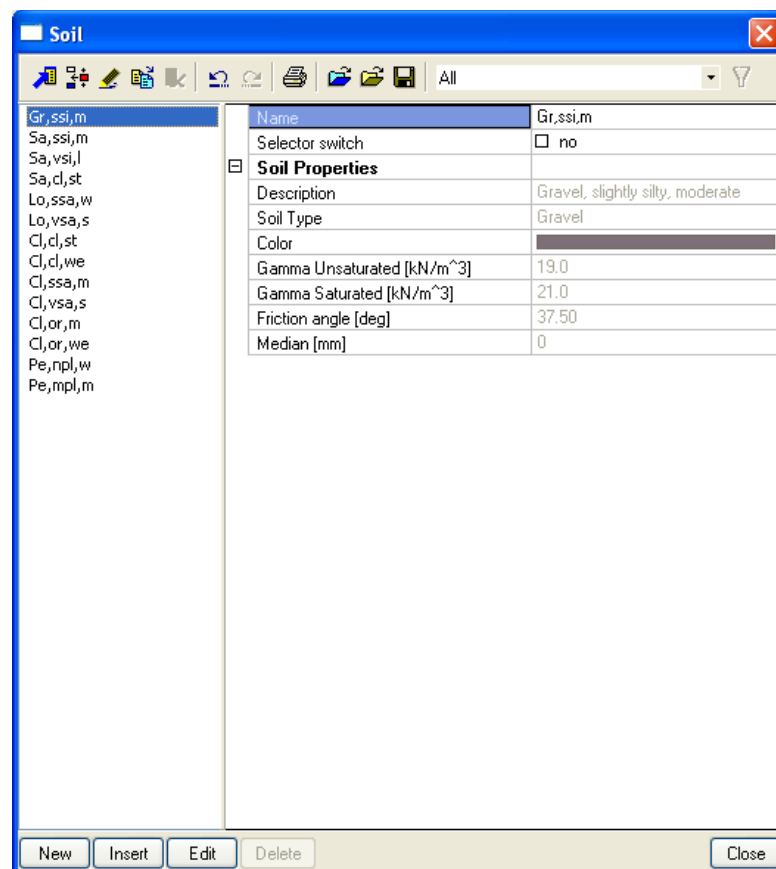 Soil
All
Gr,ssi,m
Sa,ssi,m
Sa,vsi,l
Sa,cl,st
Lo,ssa,w
Lo,vsa,s
Cl,cl,st
Cl,cl,we
Cl,ssa,m
Cl,vsa,s
Cl,or,m
Cl,or,we
Pe,npl,w
Pe,mpl,m
Name Gr,ssi,m
Selector switch no
Soil Properties
Description Gravel, slightly silty, moderate
Soil Type Gravel
Color
Gamma Unsaturated [kN/m^3] 19.0
Gamma Saturated [kN/m^3] 21.0
Friction angle [deg] 37.50
Median [mm] 0
New Insert Edit Delete Close